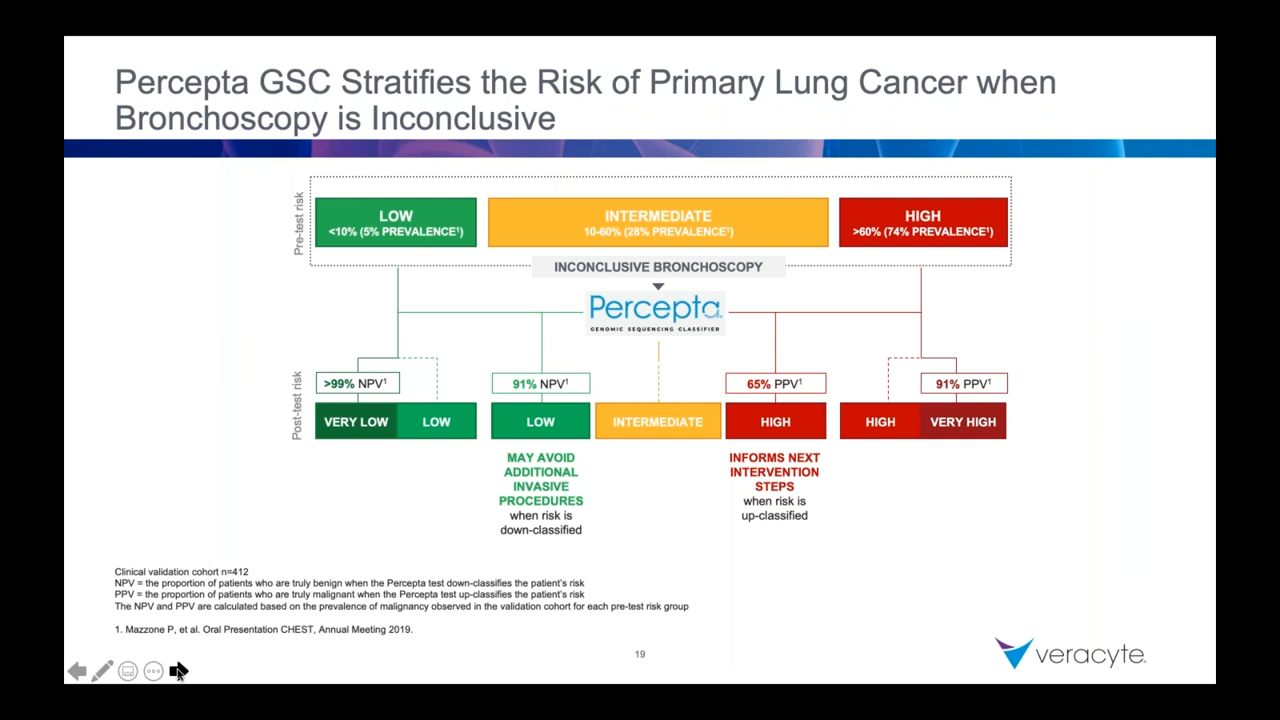 Percepta GSC Stratifies the Risk of Primary Lung Cancer when
Bronchoscopy is Inconclusive
Pre-test risk
LOW
<10% (5% PREVALENCE¹)
INTERMEDIATE
10-60% (28% PREVALENCE¹)
HIGH
>60% (74% PREVALENCE¹)
INCONCLUSIVE BRONCHOSCOPY
Percepta
GENOMIC SEQUENCING CLASSIFIER
Post-test risk
>99% NPV¹
91% NPV¹
65% PPV¹
91% PPV¹
VERY LOW
LOW
LOW
INTERMEDIATE
HIGH
HIGH
VERY HIGH
MAY AVOID
ADDITIONAL
INVASIVE
PROCEDURES
when risk is
down-classified
INFORMS NEXT
INTERVENTION
STEPS
when risk is
up-classified
Clinical validation cohort n=412
NPV = the proportion of patients who are truly benign when the Percepta test down-classifies the patient's risk
PPV = the proportion of patients who are truly malignant when the Percepta test up-classifies the patient's risk
The NPV and PPV are calculated based on the prevalence of malignancy observed in the validation cohort for each pre-test risk group
1. Mazzone P, et al. Oral Presentation CHEST, Annual Meeting 2019.
19
veracyte.